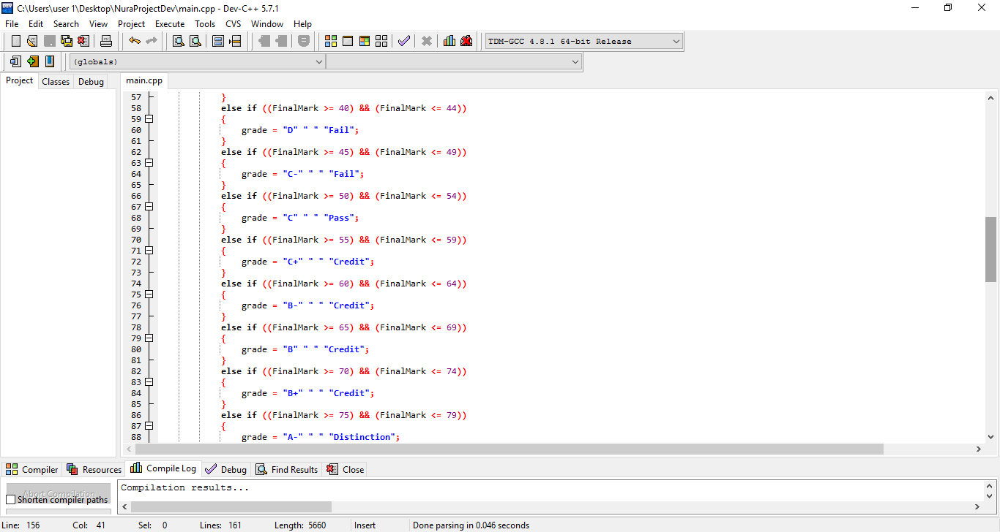 C:\Users\user 1\Desktop\NuraProjectDev\main.cpp - Dev-C++ 5.7.1
File Edit Search View Project Execute Tools CVS Window Help
TDM-GCC 4.8.1 64-bit Release
(globals)
Project Classes Debug main.cpp
57 }
58 else if ((FinalMark >= 40) && (FinalMark <= 44))
59 {
60 grade = "D" " " "Fail";
61 }
62 else if ((FinalMark >= 45) && (FinalMark <= 49))
63 {
64 grade = "C-" " " "Fail";
65 }
66 else if ((FinalMark >= 50) && (FinalMark <= 54))
67 {
68 grade = "C" " " "Pass";
69 }
70 else if ((FinalMark >= 55) && (FinalMark <= 59))
71 {
72 grade = "C+" " " "Credit";
73 }
74 else if ((FinalMark >= 60) && (FinalMark <= 64))
75 {
76 grade = "B-" " " "Credit";
77 }
78 else if ((FinalMark >= 65) && (FinalMark <= 69))
79 {
80 grade = "B" " " "Credit";
81 }
82 else if ((FinalMark >= 70) && (FinalMark <= 74))
83 {
84 grade = "B+" " " "Credit";
85 }
86 else if ((FinalMark >= 75) && (FinalMark <= 79))
87 {
88 grade = "A-" " " "Distinction";
Compiler Resources Compile Log Debug Find Results Close
Compilation results...
Abort Compilation
Shorten compiler paths
Line: 156 Col: 41 Sel: 0 Lines: 161 Length: 5660 Insert Done parsing in 0.046 seconds